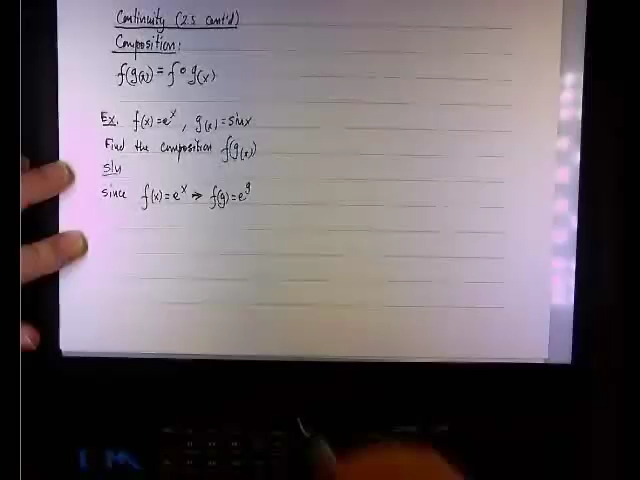 Continuity (2.5 cont'd)
Composition:
f(g(x)) = f ∘ g(x)
Ex. f(x) = e^x, g(x) = sinx
Find the composition f(g(x))
sln
since f(x) = e^x → f(g) = e^g